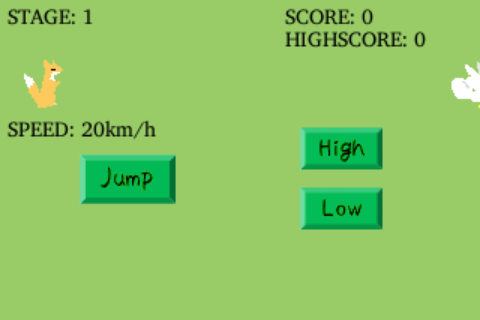 STAGE: 1
SCORE: 0
HIGHSCORE: 0
SPEED: 20km/h
Jump
High
Low